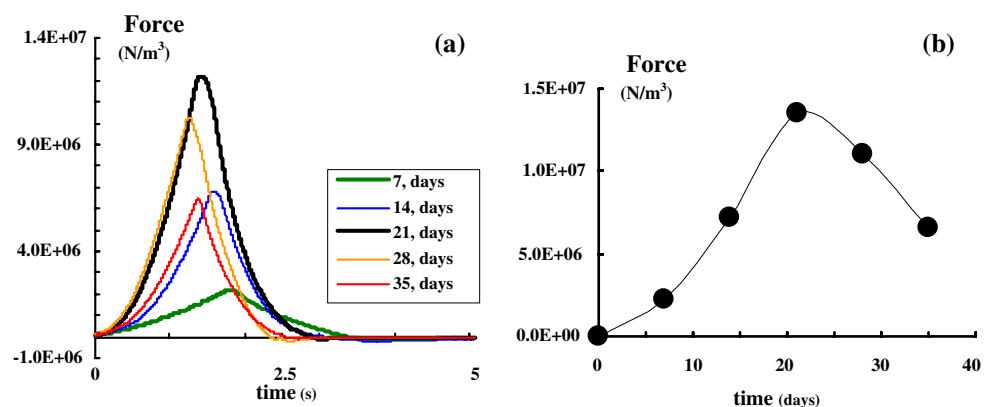 Force
(N/m³)
(a)
1.4E+07
9.0E+06
4.0E+06
-1.0E+06
0
2.5
5
time (s)
7, days
14, days
21, days
28, days
35, days
(b)
Force
(N/m³)
1.5E+07
1.0E+07
5.0E+06
0.0E+00
0
10
20
30
40
time (days)